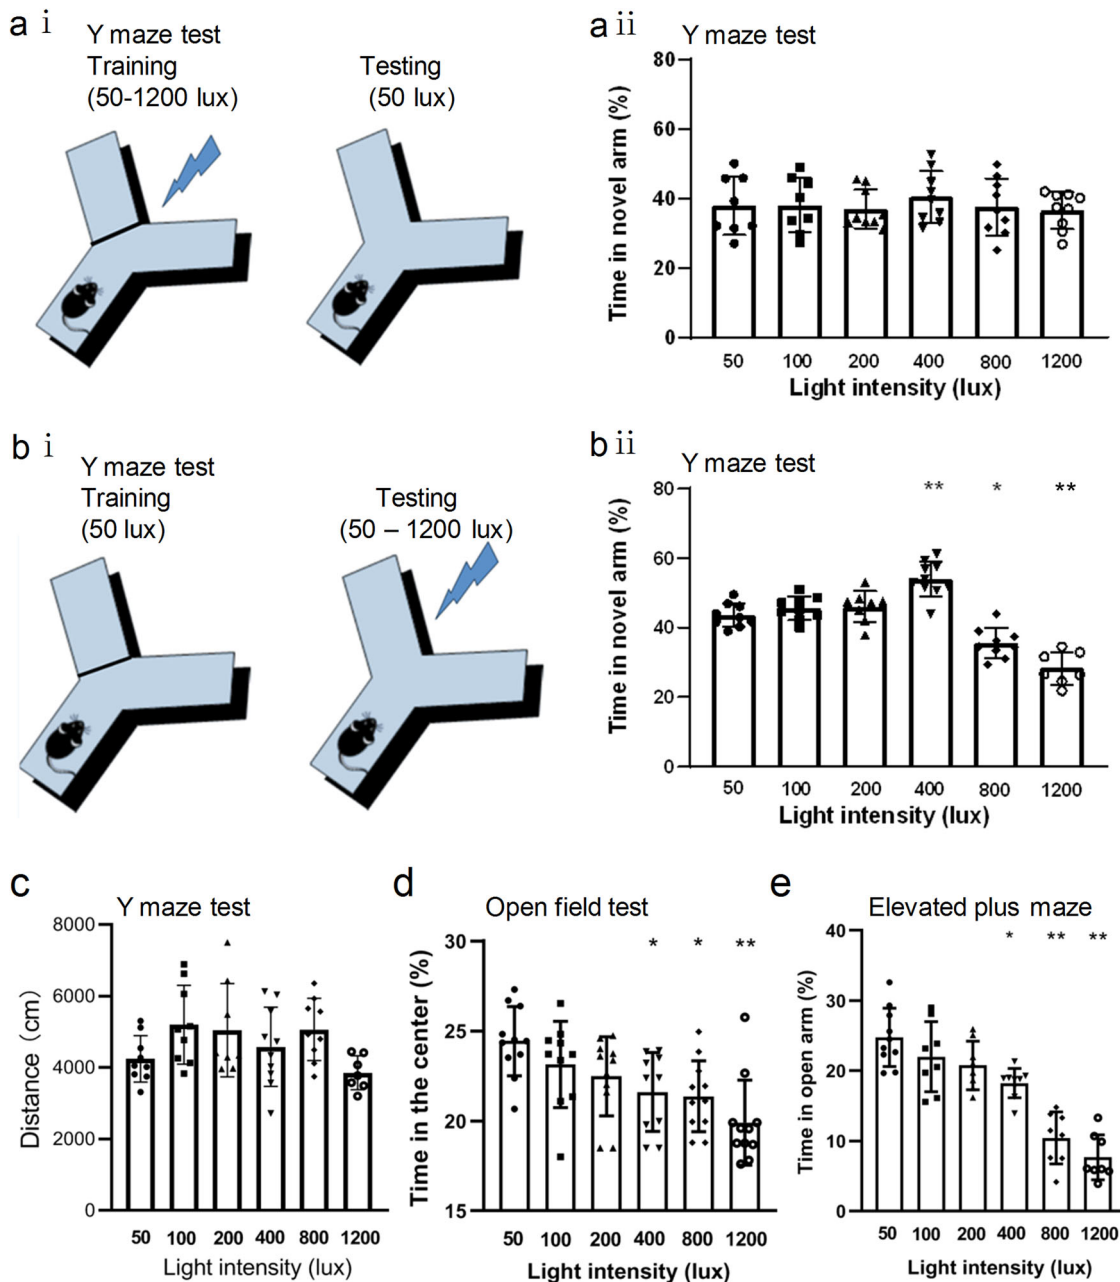 a i
Y maze test
Training
(50-1200 lux)
Testing
(50 lux)
a ii
Y maze test
Time in novel arm (%)
80
60
40
20
0
50 100 200 400 800 1200
Light intensity (lux)
b i
Y maze test
Training
(50 lux)
Testing
(50 – 1200 lux)
b ii
Y maze test
** * **
Time in novel arm (%)
80
60
40
20
0
50 100 200 400 800 1200
Light intensity (lux)
c
Y maze test
Distance (cm)
8000
6000
4000
2000
0
50 100 200 400 800 1200
Light intensity (lux)
d
Open field test
* * **
Time in the center (%)
30
25
20
15
50 100 200 400 800 1200
Light intensity (lux)
e
Elevated plus maze
* ** **
Time in open arm (%)
40
30
20
10
0
50 100 200 400 800 1200
Light intensity (lux)